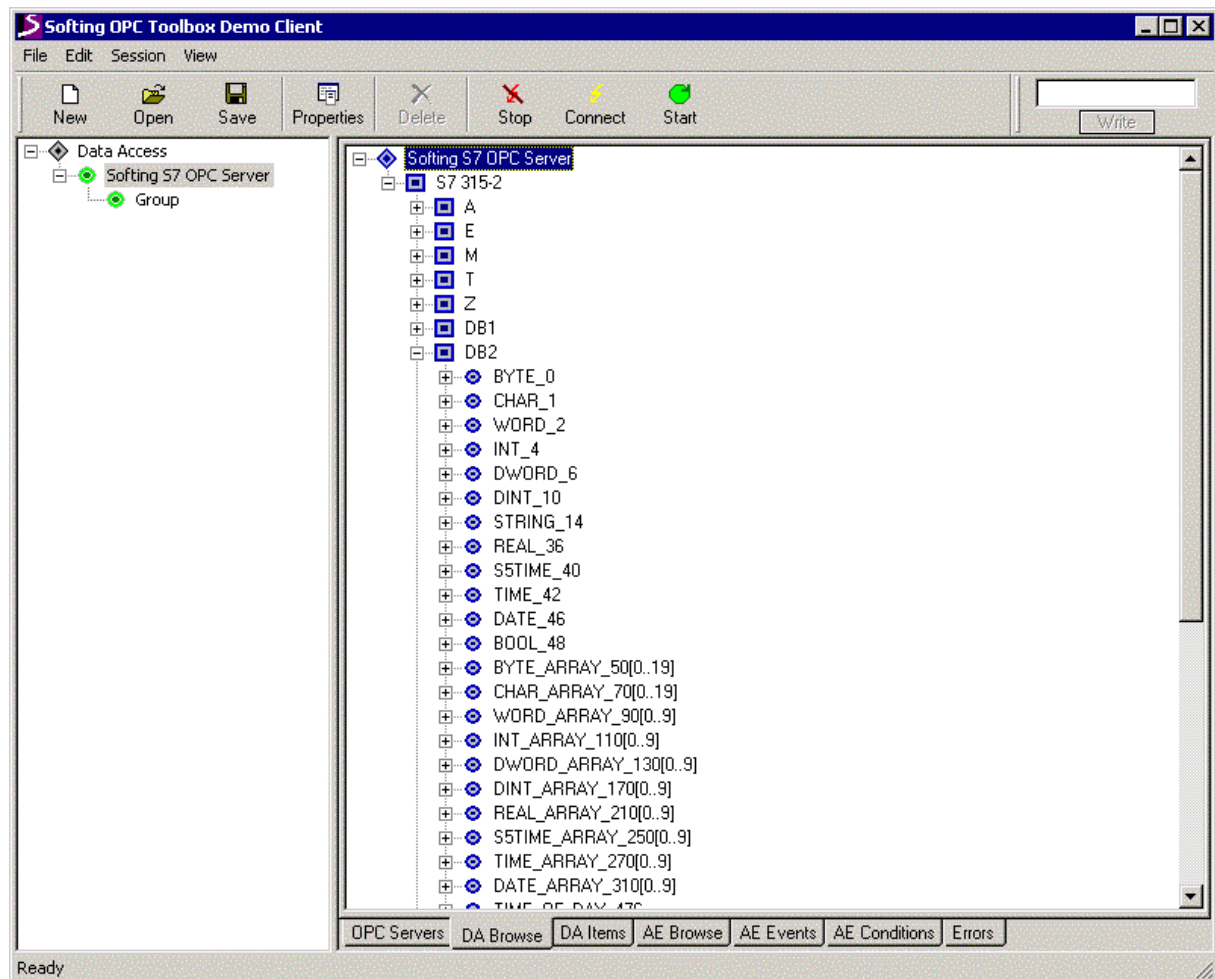 Softing OPC Toolbox Demo Client
File Edit Session View
New Open Save Properties Delete Stop Connect Start Write
Data Access
Softing S7 OPC Server
Group
Softing S7 OPC Server
S7 315-2
A
E
M
T
Z
DB1
DB2
BYTE_0
CHAR_1
WORD_2
INT_4
DWORD_6
DINT_10
STRING_14
REAL_36
S5TIME_40
TIME_42
DATE_46
BOOL_48
BYTE_ARRAY_50[0..19]
CHAR_ARRAY_70[0..19]
WORD_ARRAY_90[0..9]
INT_ARRAY_110[0..9]
DWORD_ARRAY_130[0..9]
DINT_ARRAY_170[0..9]
REAL_ARRAY_210[0..9]
S5TIME_ARRAY_250[0..9]
TIME_ARRAY_270[0..9]
DATE_ARRAY_310[0..9]
OPC Servers DA Browse DA Items AE Browse AE Events AE Conditions Errors
Ready